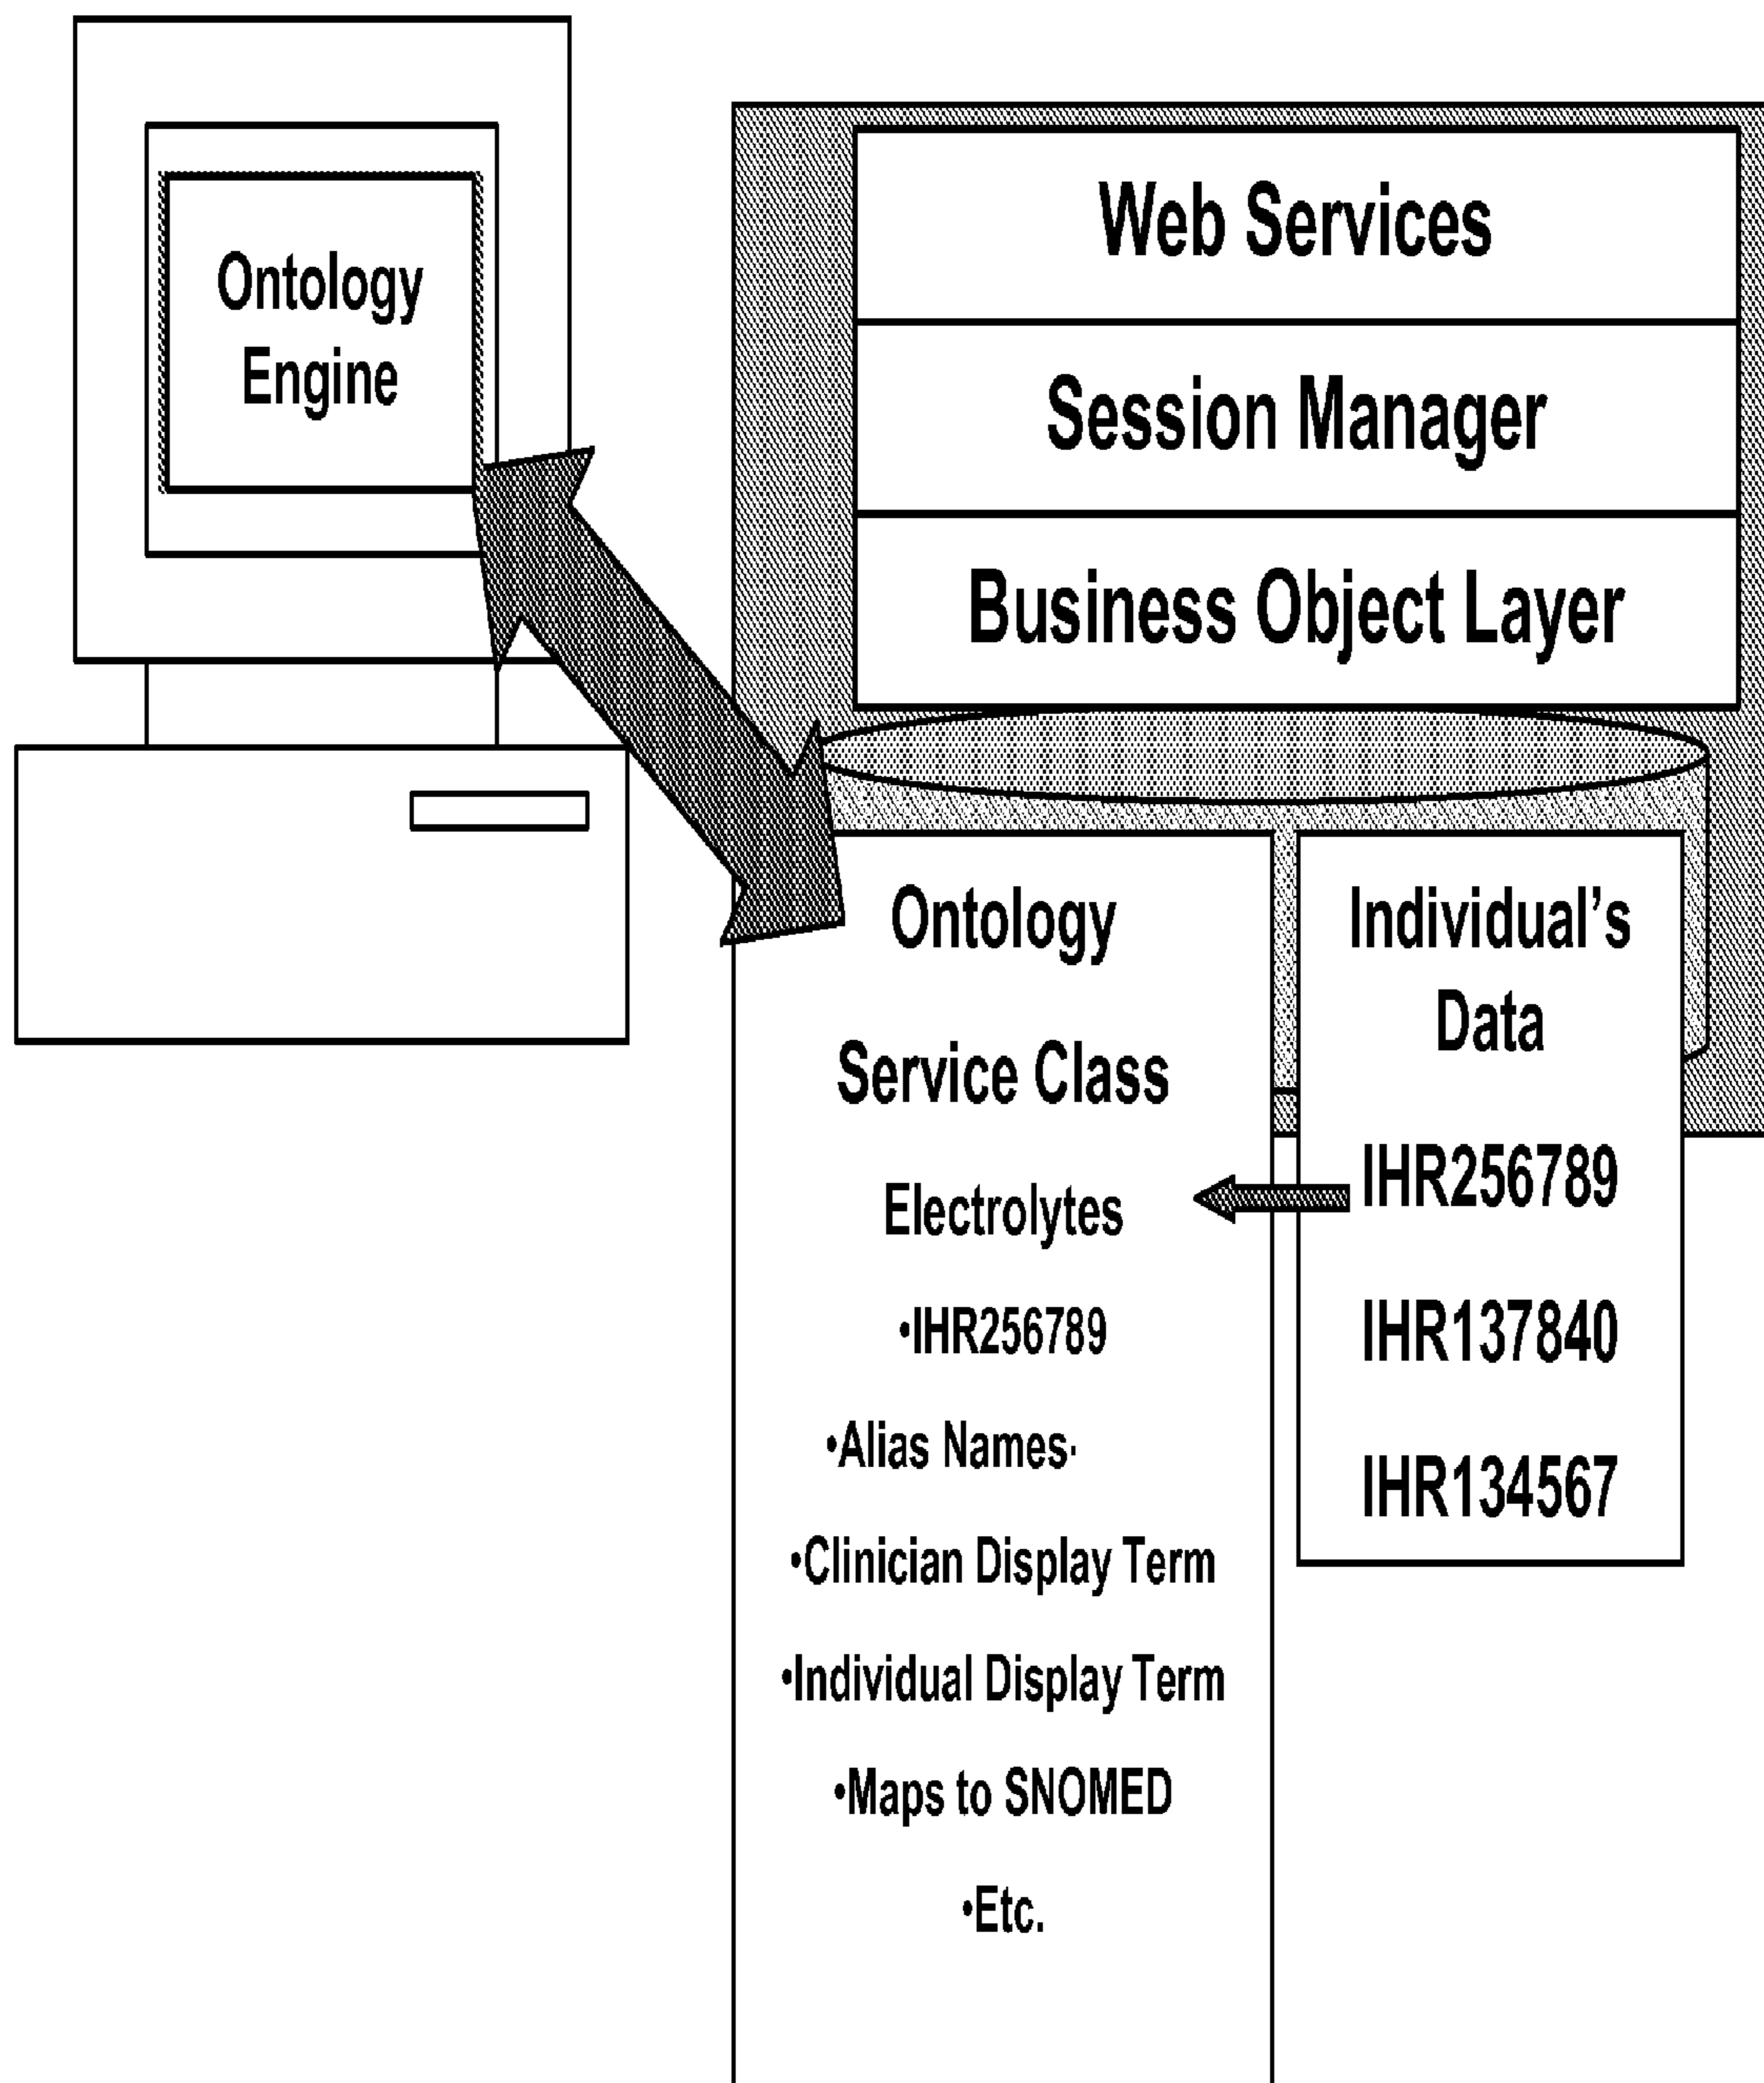 Ontology
Engine
Web Services
Session Manager
Business Object Layer
Ontology
Service Class
Electrolytes
•IHR256789
•Alias Names·
•Clinician Display Term
•Individual Display Term
•Maps to SNOMED
•Etc.
Individual's
Data
IHR256789
IHR137840
IHR134567